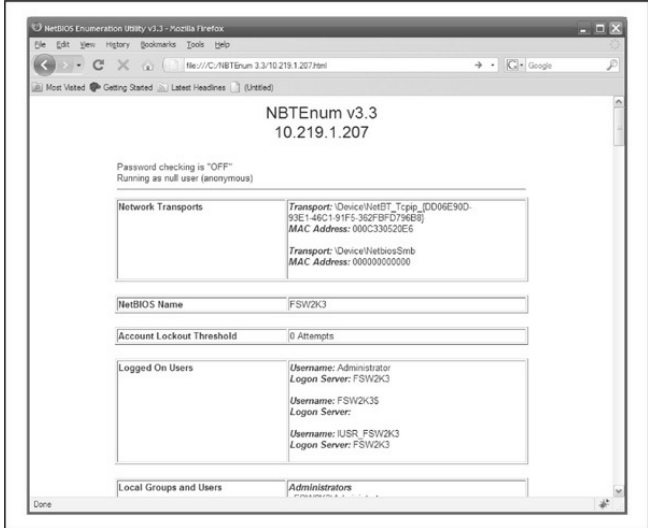 NetBIOS Enumeration Utility v3.3 - Mozilla Firefox
File Edit View History Bookmarks Tools Help
file:///C:/NBTEnum 3.3/10.219.1.207.html
Google
Most Visited Getting Started Latest Headlines (Untitled)
NBTEnum v3.3
10.219.1.207
Password checking is "OFF"
Running as null user (anonymous)
Network Transports
Transport: \Device\NetBT_Tcpip_{DD06E90D-
93E1-46C1-91F5-362FBFD796B8}
MAC Address: 000C330520E6
Transport: \Device\NetbiosSmb
MAC Address: 000000000000
NetBIOS Name
FSW2K3
Account Lockout Threshold
0 Attempts
Logged On Users
Username: Administrator
Logon Server: FSW2K3
Username: FSW2K3$
Logon Server:
Username: IUSR_FSW2K3
Logon Server: FSW2K3
Local Groups and Users
Administrators
Done